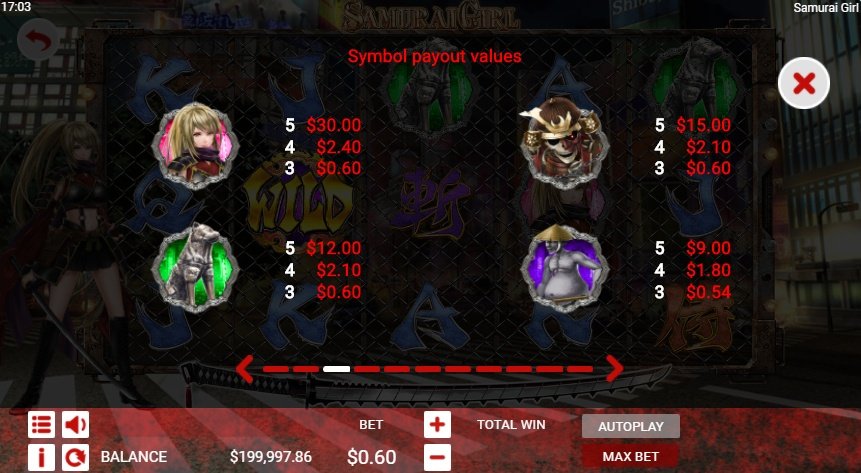 17:03
Samurai Girl
SAMURAI GIRL
Symbol payout values
5 $30.00
4 $2.40
3 $0.60
5 $15.00
4 $2.10
3 $0.60
WILD
斬
5 $12.00
4 $2.10
3 $0.60
5 $9.00
4 $1.80
3 $0.54
K J A
Q J
J K A J 侍
BET
TOTAL WIN
AUTOPLAY
BALANCE
$199,997.86
$0.60
MAX BET